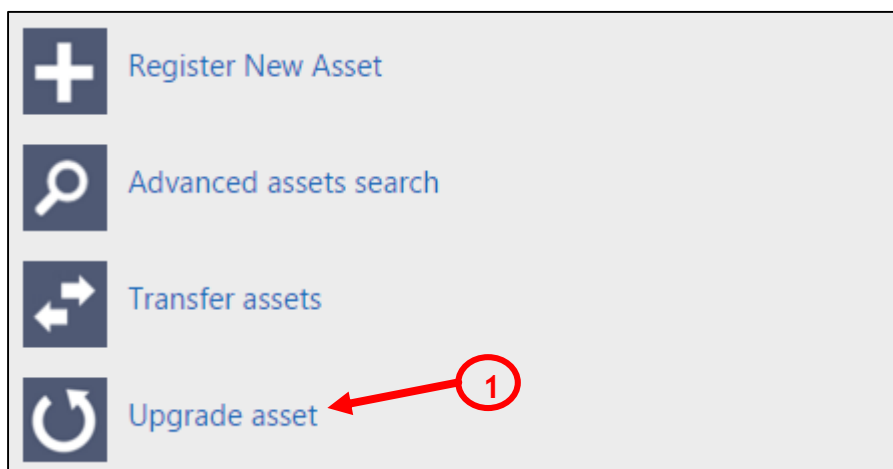 Register New Asset
Advanced assets search
Transfer assets
Upgrade asset
1